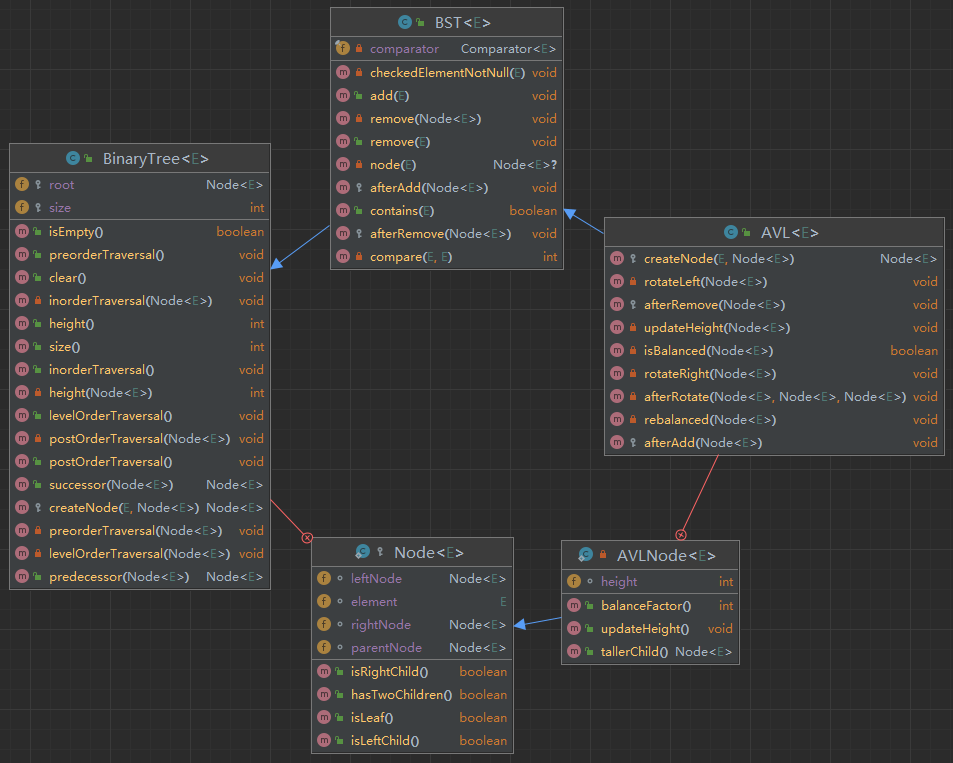 BST<E>
comparator Comparator<E>
checkedElementNotNull(E) void
add(E) void
remove(Node<E>) void
remove(E) void
node(E) Node<E>?
afterAdd(Node<E>) void
contains(E) boolean
afterRemove(Node<E>) void
compare(E, E) int
BinaryTree<E>
root Node<E>
size int
isEmpty() boolean
preorderTraversal() void
clear() void
inorderTraversal(Node<E>) void
height() int
size() int
inorderTraversal() void
height(Node<E>) int
levelOrderTraversal() void
postOrderTraversal(Node<E>) void
postOrderTraversal() void
successor(Node<E>) Node<E>
createNode(E, Node<E>) Node<E>
preorderTraversal(Node<E>) void
levelOrderTraversal(Node<E>) void
predecessor(Node<E>) Node<E>
AVL<E>
createNode(E, Node<E>) Node<E>
rotateLeft(Node<E>) void
afterRemove(Node<E>) void
updateHeight(Node<E>) void
isBalanced(Node<E>) boolean
rotateRight(Node<E>) void
afterRotate(Node<E>, Node<E>, Node<E>) void
rebalanced(Node<E>) void
afterAdd(Node<E>) void
Node<E>
leftNode Node<E>
element E
rightNode Node<E>
parentNode Node<E>
isRightChild() boolean
hasTwoChildren() boolean
isLeaf() boolean
isLeftChild() boolean
AVLNode<E>
height int
balanceFactor() int
updateHeight() void
tallerChild() Node<E>